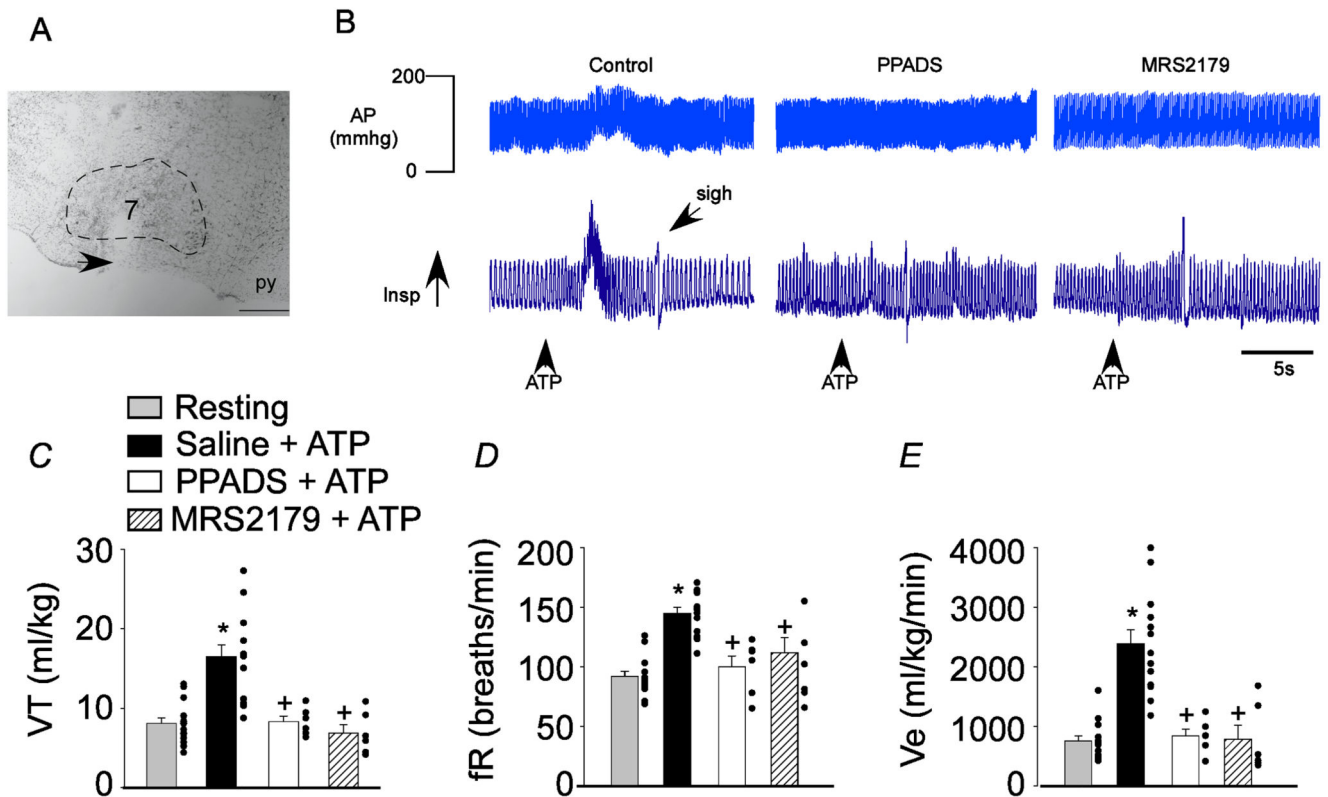 A
7
py
B
Control
PPADS
MRS2179
200
AP
(mmhg)
0
sigh
Insp
ATP
ATP
ATP
5s
Resting
Saline + ATP
PPADS + ATP
MRS2179 + ATP
C
VT (ml/kg)
30
20
10
0
*
+
+
D
fR (breaths/min)
200
150
100
50
0
*
+
+
E
Ve (ml/kg/min)
4000
3000
2000
1000
0
*
+
+